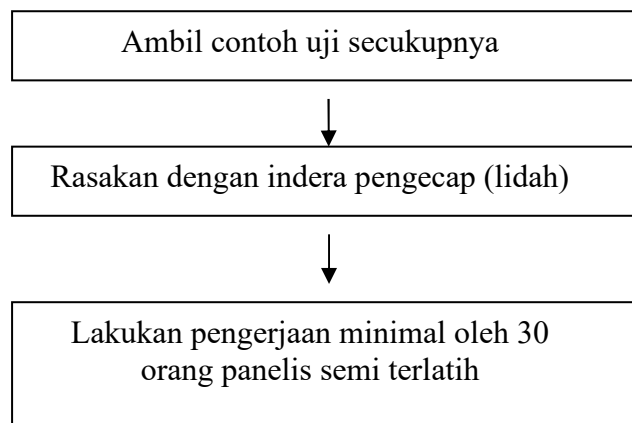 Ambil contoh uji secukupnya
Rasakan dengan indera pengecap (lidah)
Lakukan pengerjaan minimal oleh 30
orang panelis semi terlatih